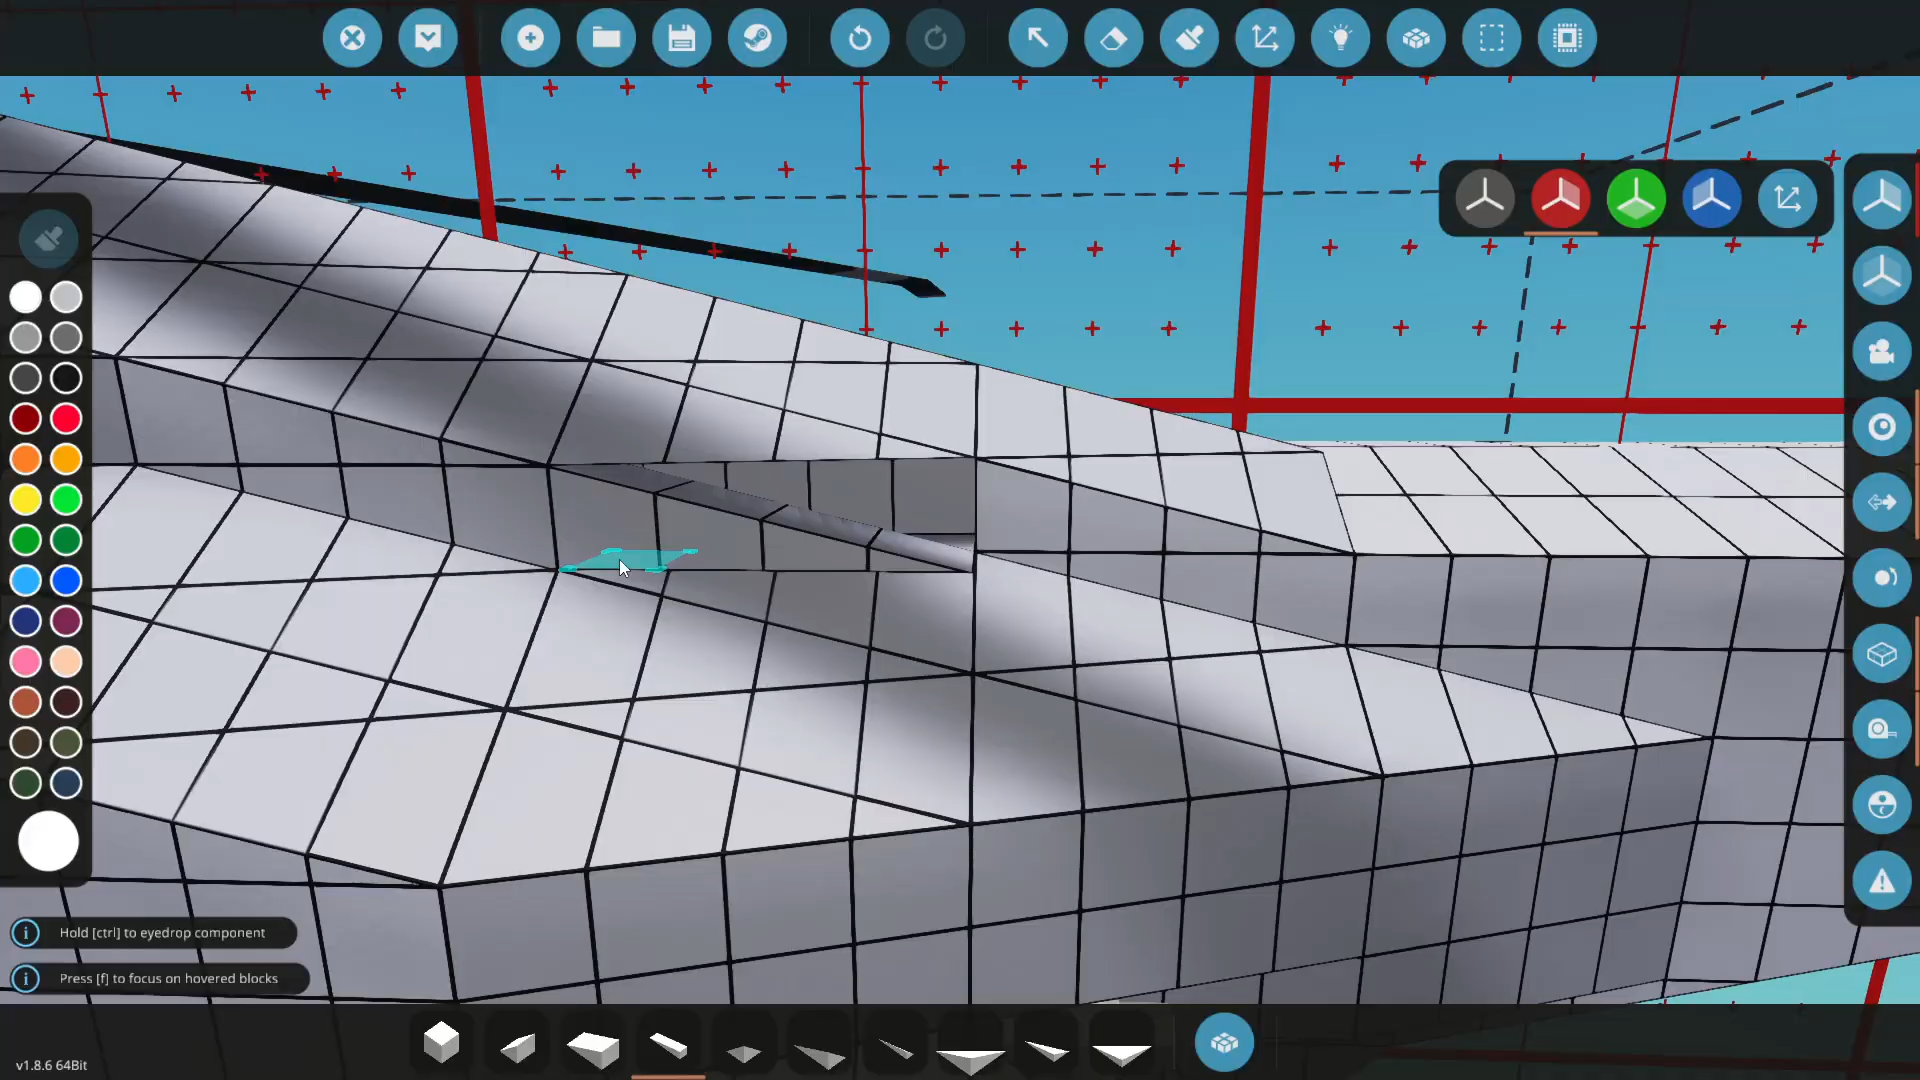 Hold [ctrl] to eyedrop component
Press [f] to focus on hovered blocks
v1.8.6 64Bit